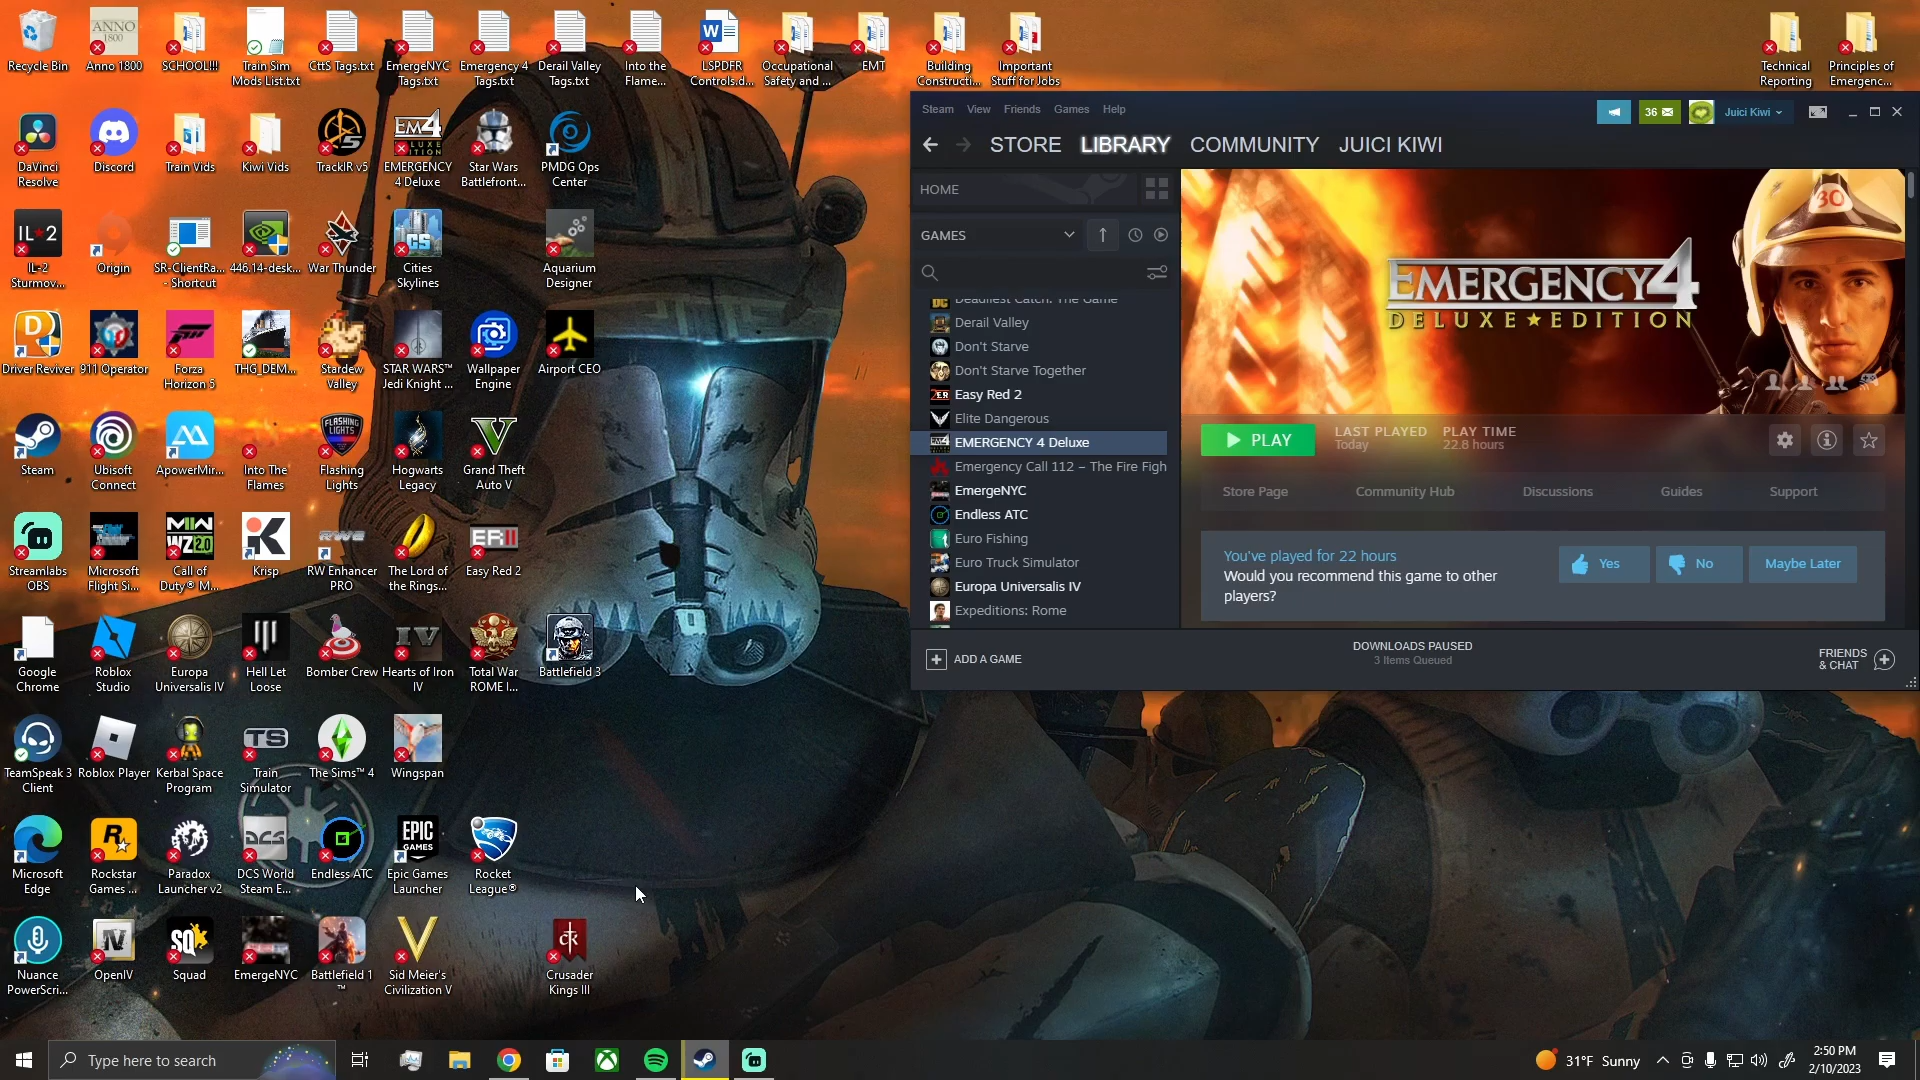 Recycle Bin
Anno 1800
SCHOOL!!!
Train Sim
Mods List.txt
CttS Tags.txt
EmergeNYC
Tags.txt
Emergency 4
Tags.txt
Derail Valley
Tags.txt
Into the
Flame...
LSPDFR
Controls.d...
Occupational
Safety and ...
EMT
Building
Constructi...
Important
Stuff for Jobs
Technical
Reporting
Principles of
Emergenc...
DaVinci
Resolve
Discord
Train Vids
Kiwi Vids
TrackIR v5
EMERGENCY
4 Deluxe
Star Wars
Battlefront...
PMDG Ops
Center
IL-2
Sturmov...
Origin
SR-ClientRa...
- Shortcut
446.14-desk...
War Thunder
Cities
Skylines
Aquarium
Designer
Driver Reviver
911 Operator
Forza
Horizon 5
THG_DEM...
Stardew
Valley
STAR WARS™
Jedi Knight ...
Wallpaper
Engine
Airport CEO
Steam
Ubisoft
Connect
ApowerMir...
Into The
Flames
Flashing
Lights
Hogwarts
Legacy
Grand Theft
Auto V
Streamlabs
OBS
Microsoft
Flight Si...
Call of
Duty® M...
Krisp
RW Enhancer
PRO
The Lord of
the Rings...
Easy Red 2
Google
Chrome
Roblox
Studio
Europa
Universalis IV
Hell Let
Loose
Bomber Crew
Hearts of Iron
IV
Total War
ROME I...
Battlefield 3
TeamSpeak 3
Client
Roblox Player
Kerbal Space
Program
Train
Simulator
The Sims™ 4
Wingspan
Microsoft
Edge
Rockstar
Games ...
Paradox
Launcher v2
DCS World
Steam E...
Endless ATC
Epic Games
Launcher
Rocket
League®
Nuance
PowerScri...
OpenIV
Squad
EmergeNYC
Battlefield 1
™
Sid Meier's
Civilization V
Crusader
Kings III
Steam View Friends Games Help
36
Juici Kiwi
STORE LIBRARY COMMUNITY JUICI KIWI
HOME
GAMES
Deadliest Catch: The Game
Derail Valley
Don't Starve
Don't Starve Together
Easy Red 2
Elite Dangerous
EMERGENCY 4 Deluxe
Emergency Call 112 – The Fire Figh
EmergeNYC
Endless ATC
Euro Fishing
Euro Truck Simulator
Europa Universalis IV
Expeditions: Rome
30
EMERGENCY 4
DELUXE★EDITION
PLAY
LAST PLAYED
Today
PLAY TIME
22.8 hours
Store Page Community Hub Discussions Guides Support
You've played for 22 hours
Would you recommend this game to other
players?
Yes No Maybe Later
ADD A GAME
DOWNLOADS PAUSED
3 Items Queued
FRIENDS
& CHAT
Type here to search
31°F Sunny
2:50 PM
2/10/2023